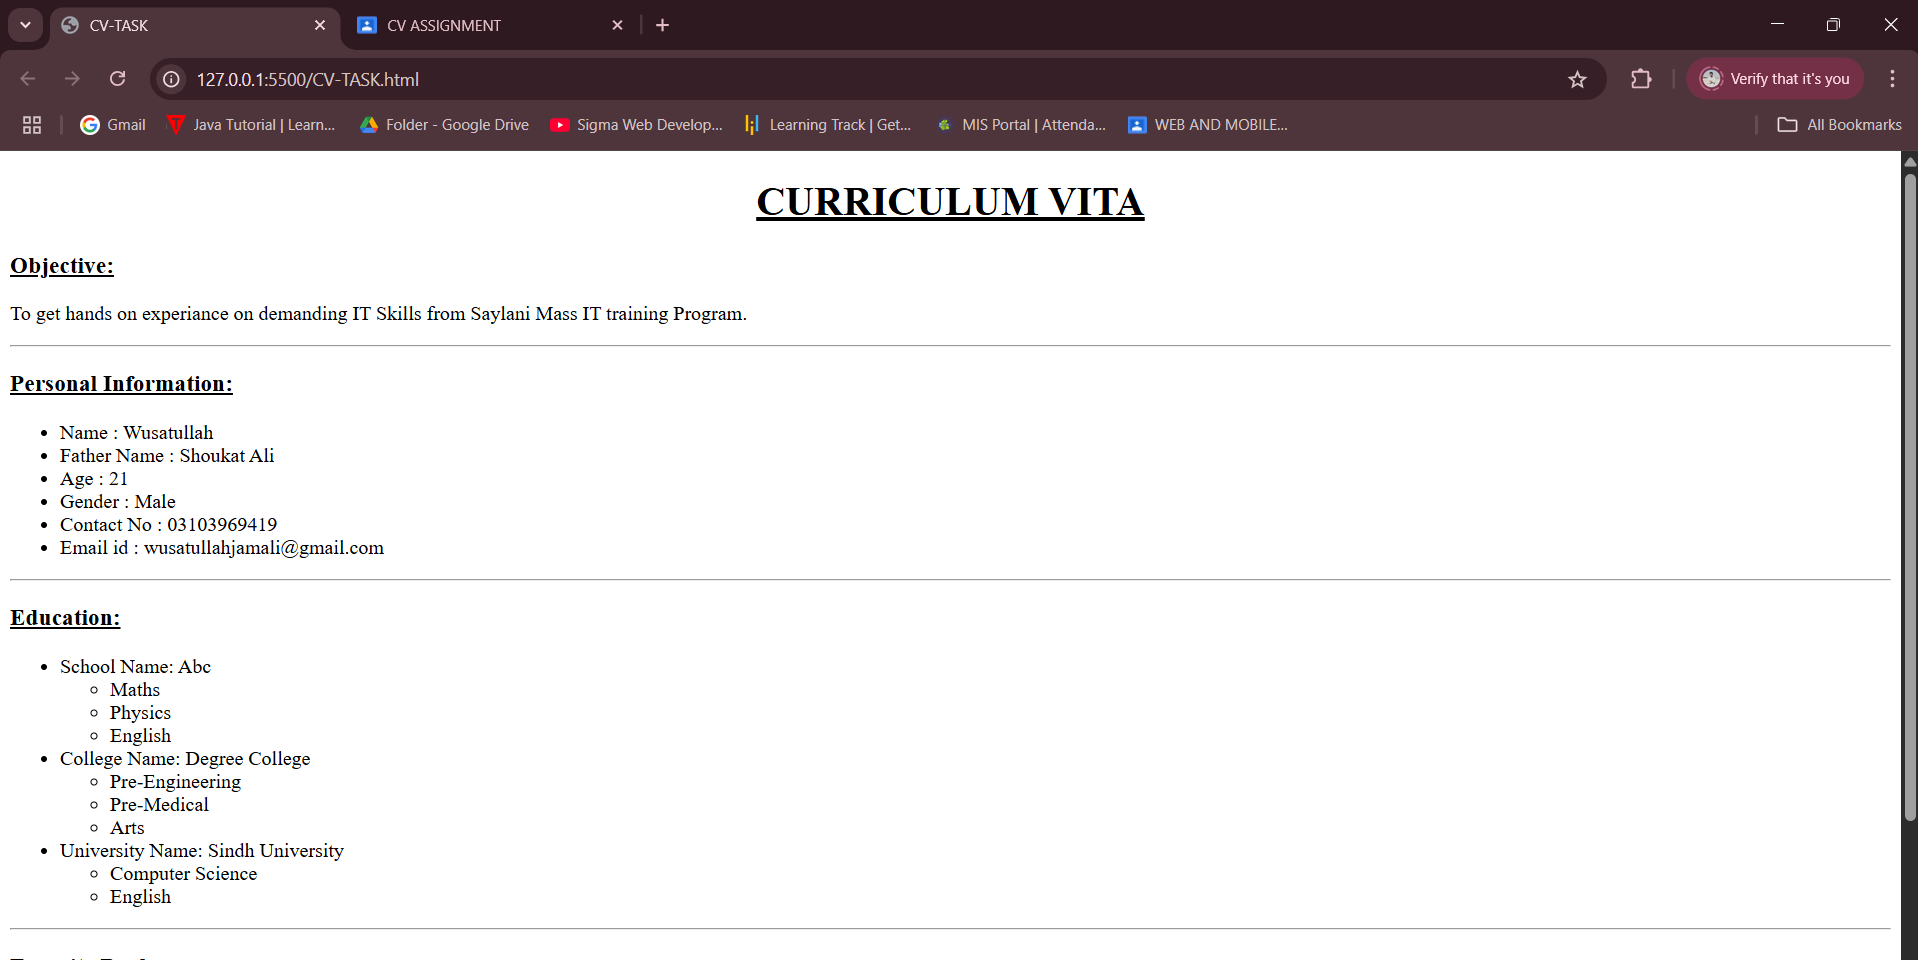 CV-TASK
CV ASSIGNMENT
127.0.0.1:5500/CV-TASK.html
Verify that it's you
Gmail
Java Tutorial | Learn...
Folder - Google Drive
Sigma Web Develop...
Learning Track | Get...
MIS Portal | Attenda...
WEB AND MOBILE...
All Bookmarks
CURRICULUM VITA
Objective:
To get hands on experiance on demanding IT Skills from Saylani Mass IT training Program.
Personal Information:
Name : Wusatullah
Father Name : Shoukat Ali
Age : 21
Gender : Male
Contact No : 03103969419
Email id : wusatullahjamali@gmail.com
Education:
School Name: Abc
Maths
Physics
English
College Name: Degree College
Pre-Engineering
Pre-Medical
Arts
University Name: Sindh University
Computer Science
English